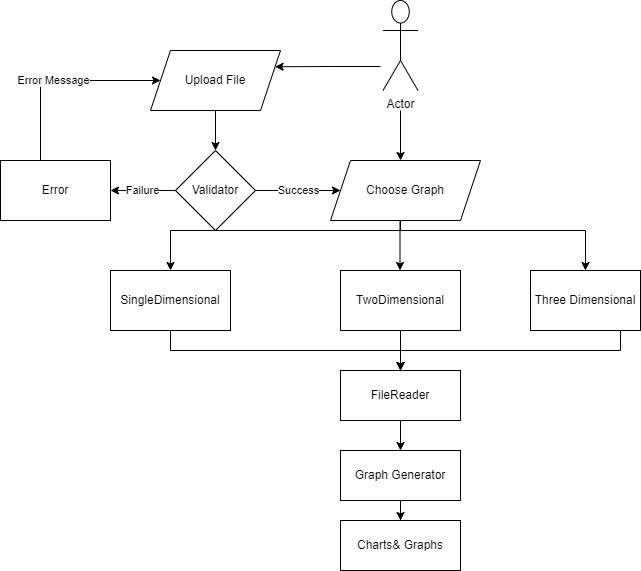 Error Message
Upload File
Actor
Error
Failure
Validator
Success
Choose Graph
SingleDimensional
TwoDimensional
Three Dimensional
FileReader
Graph Generator
Charts& Graphs